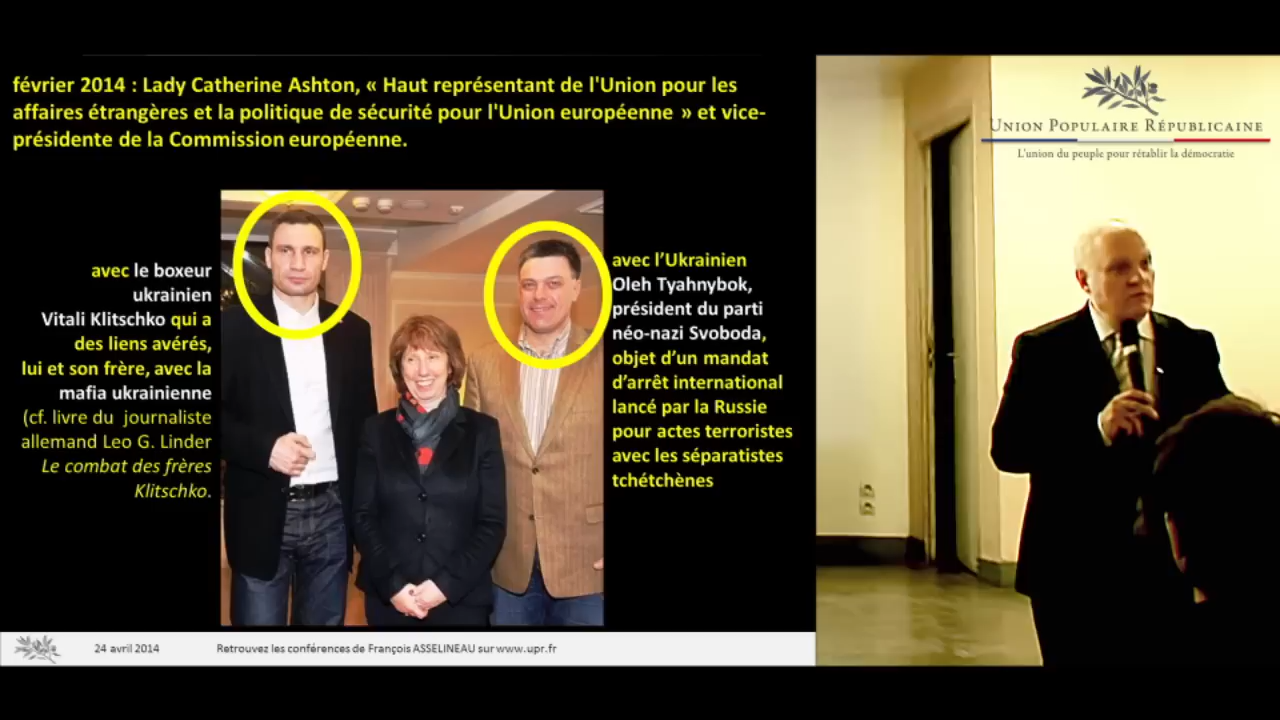 février 2014 : Lady Catherine Ashton, « Haut représentant de l'Union pour les
affaires étrangères et la politique de sécurité pour l'Union européenne » et vice-
présidente de la Commission européenne.
avec le boxeur
ukrainien
Vitali Klitschko qui a
des liens avérés,
lui et son frère, avec la
mafia ukrainienne
(cf. livre du journaliste
allemand Leo G. Linder
Le combat des frères
Klitschko.
avec l’Ukrainien
Oleh Tyahnybok,
président du parti
néo-nazi Svoboda,
objet d’un mandat
d’arrêt international
lancé par la Russie
pour actes terroristes
avec les séparatistes
tchétchènes
24 avril 2014
Retrouvez les conférences de François ASSELINEAU sur www.upr.fr
UNION POPULAIRE RÉPUBLICAINE
L'union du peuple pour rétablir la démocratie